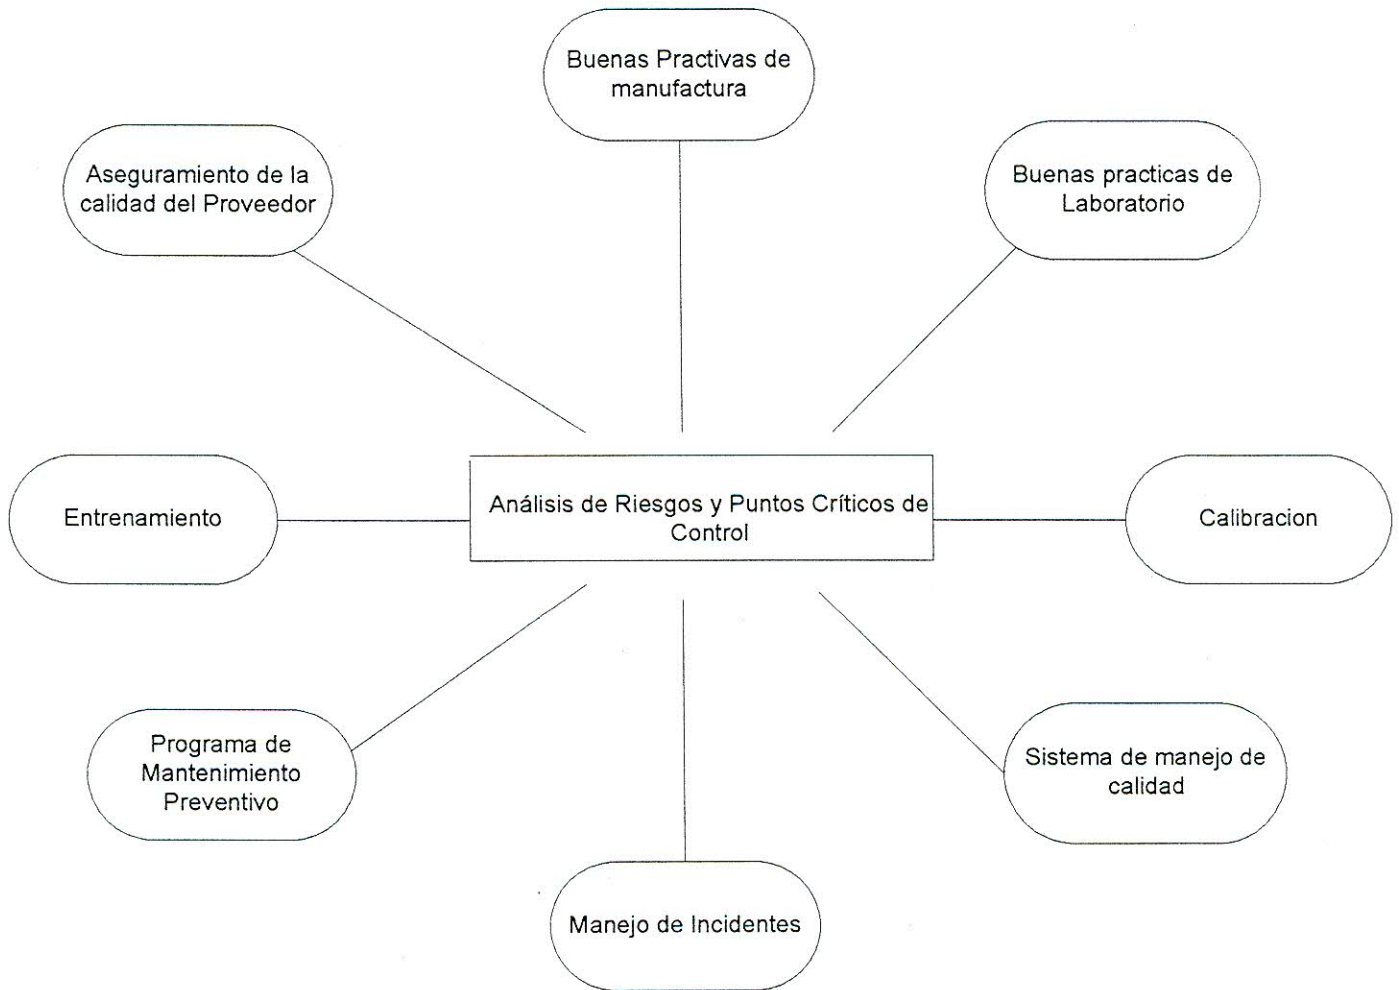 Buenas Practivas de
manufactura
Aseguramiento de la
calidad del Proveedor
Buenas practicas de
Laboratorio
Entrenamiento
Análisis de Riesgos y Puntos Críticos de
Control
Calibracion
Programa de
Mantenimiento
Preventivo
Sistema de manejo de
calidad
Manejo de Incidentes